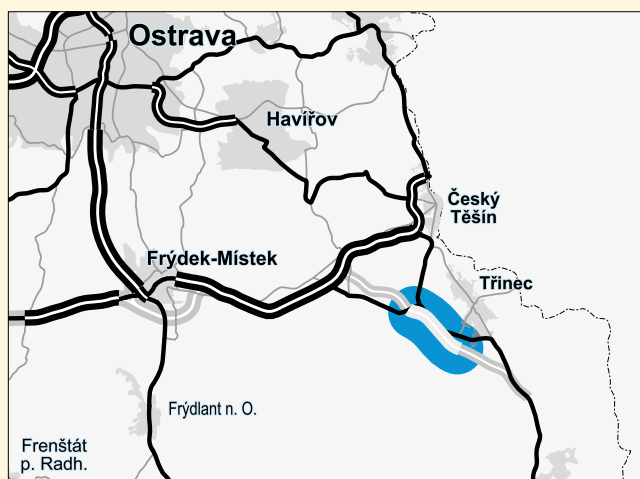 Ostrava
Havířov
Český
Těšín
Frýdek-Místek
Třinec
Frýdlant n. O.
Frenštát
p. Radh.